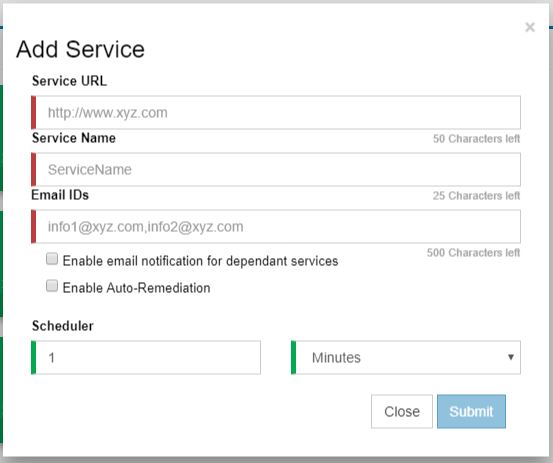 ×
Add Service
Service URL
http://www.xyz.com
Service Name
50 Characters left
ServiceName
Email IDs
25 Characters left
info1@xyz.com,info2@xyz.com
500 Characters left
Enable email notification for dependant services
Enable Auto-Remediation
Scheduler
1
Minutes
Close
Submit